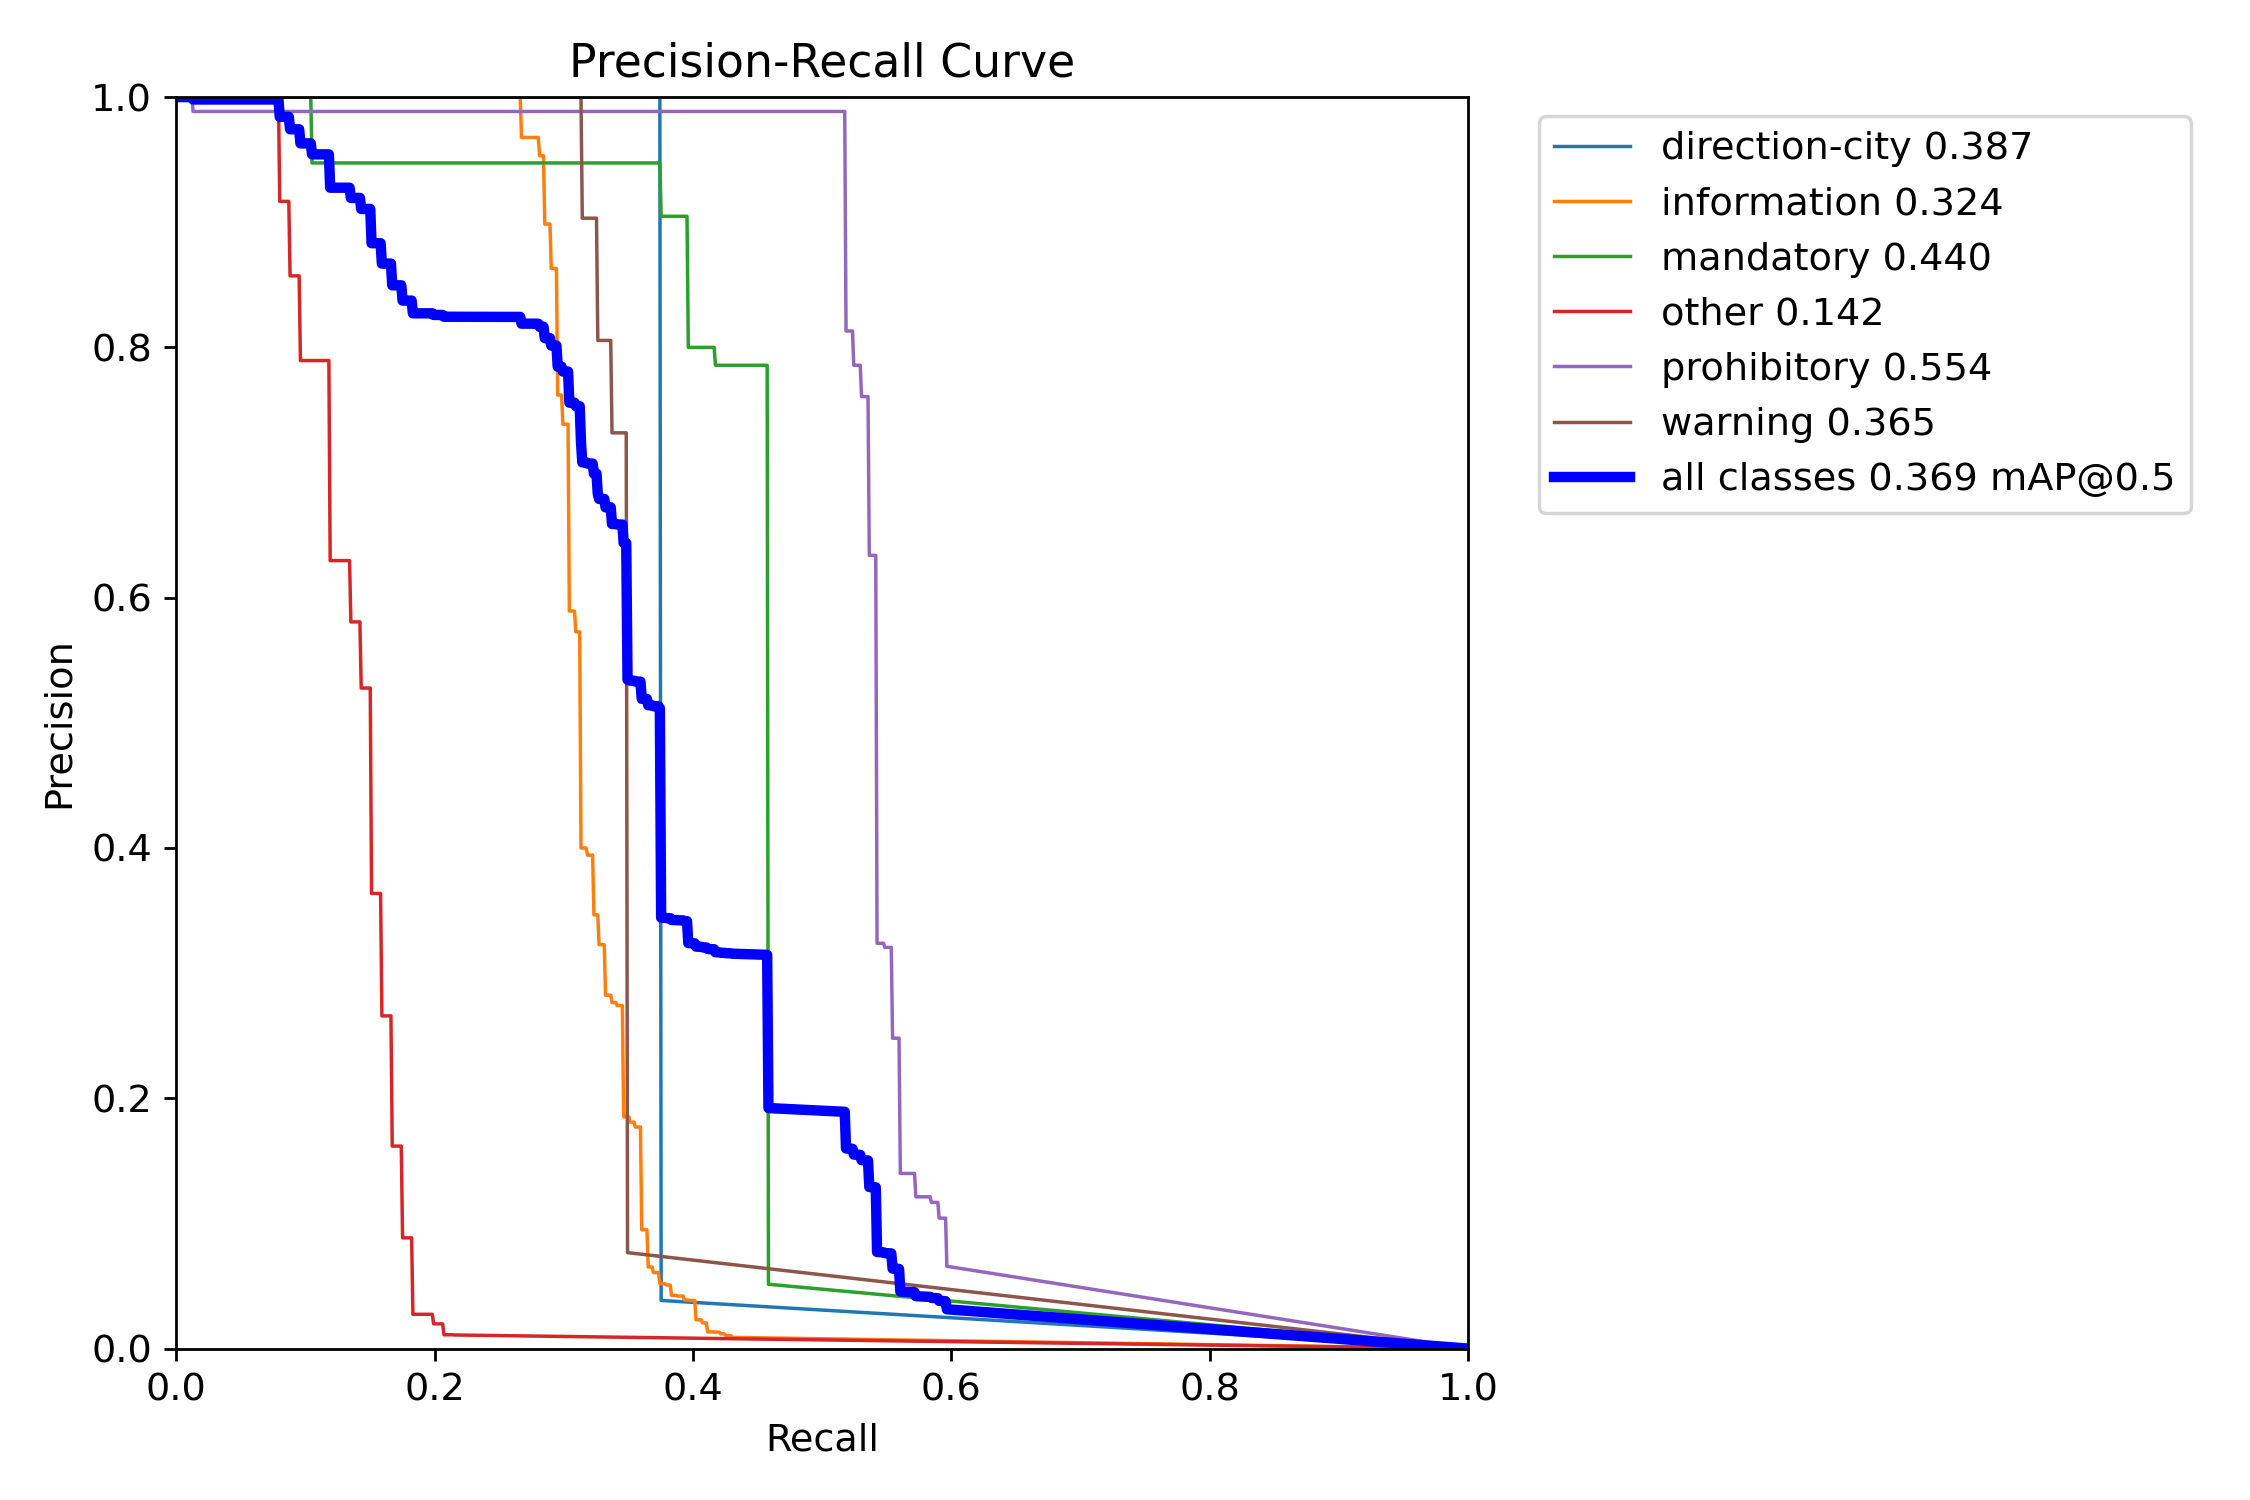 Precision-Recall Curve
1.0
0.8
0.6
0.4
0.2
0.0
Precision
0.0 0.2 0.4 0.6 0.8 1.0
Recall
direction-city 0.387
information 0.324
mandatory 0.440
other 0.142
prohibitory 0.554
warning 0.365
all classes 0.369 mAP@0.5